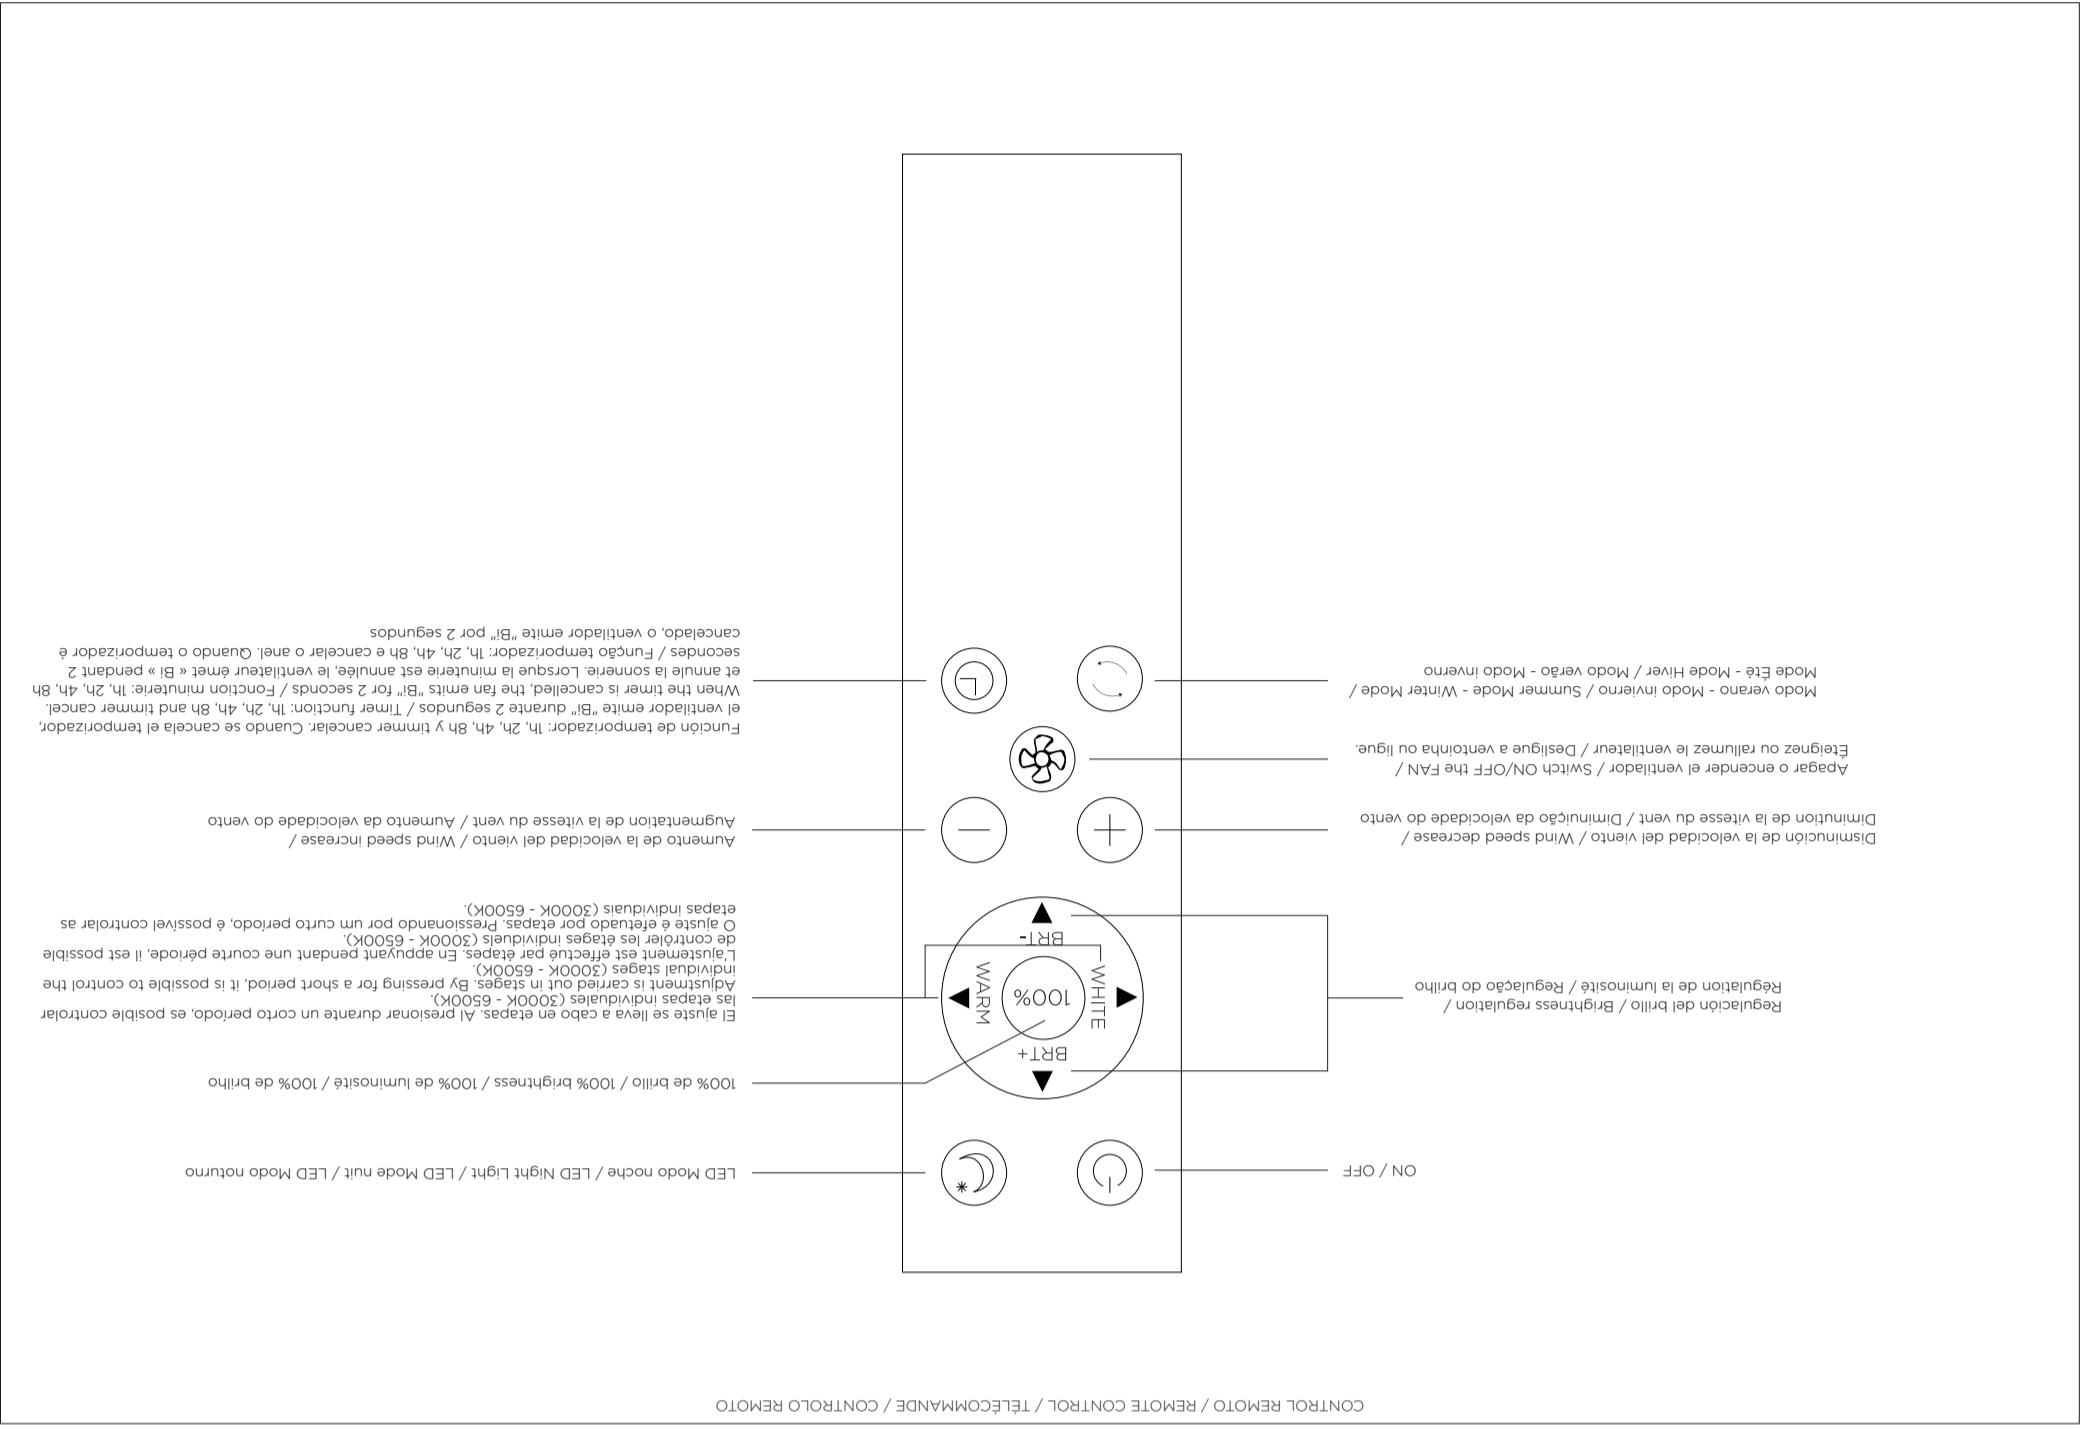 CONTROL REMOTO / REMOTE CONTROL / TÉLÉCOMMANDE / CONTROLO REMOTO
ON / OFF
LED Modo noche / LED Night Light / LED Mode nuit / LED Modo noturno
100% de brillo / 100% brightness / 100% de luminosité / 100% de brilho
BRT+
WHITE
100%
WARM
BRT-
Regulación del brillo / Brightness regulation /
Régulation de la luminosité / Regulação do brilho
El ajuste se lleva a cabo en etapas. Al presionar durante un corto período, es posible controlar
las etapas individuales (3000K - 6500K).
Adjustment is carried out in stages. By pressing for a short period, it is possible to control the
individual stages (3000K - 6500K).
L'ajustement est effectué par étapes. En appuyant pendant une courte période, il est possible
de contrôler les étages individuels (3000K - 6500K).
O ajuste é efetuado por etapas. Pressionando por um curto período, é possível controlar as
etapas individuais (3000K - 6500K).
Disminución de la velocidad del viento / Wind speed decrease /
Diminution de la vitesse du vent / Diminuição da velocidade do vento
Aumento de la velocidad del viento / Wind speed increase /
Augmentation de la vitesse du vent / Aumento da velocidade do vento
Apagar o encender el ventilador / Switch ON/OFF the FAN /
Éteignez ou rallumez le ventilateur / Desligue a ventoinha ou ligue.
Modo verano - Modo invierno / Summer Mode - Winter Mode /
Mode Été - Mode Hiver / Modo verão - Modo inverno
Función de temporizador: 1h, 2h, 4h, 8h y timmer cancelar. Cuando se cancela el temporizador,
el ventilador emite "Bi" durante 2 segundos / Timer function: 1h, 2h, 4h, 8h and timmer cancel.
When the timer is cancelled, the fan emits "Bi" for 2 seconds / Fonction minuterie: 1h, 2h, 4h, 8h
et annule la sonnerie. Lorsque la minuterie est annulée, le ventilateur émet « Bi » pendant 2
secondes / Função temporizador: 1h, 2h, 4h, 8h e cancelar o anel. Quando o temporizador é
cancelado, o ventilador emite "Bi" por 2 segundos